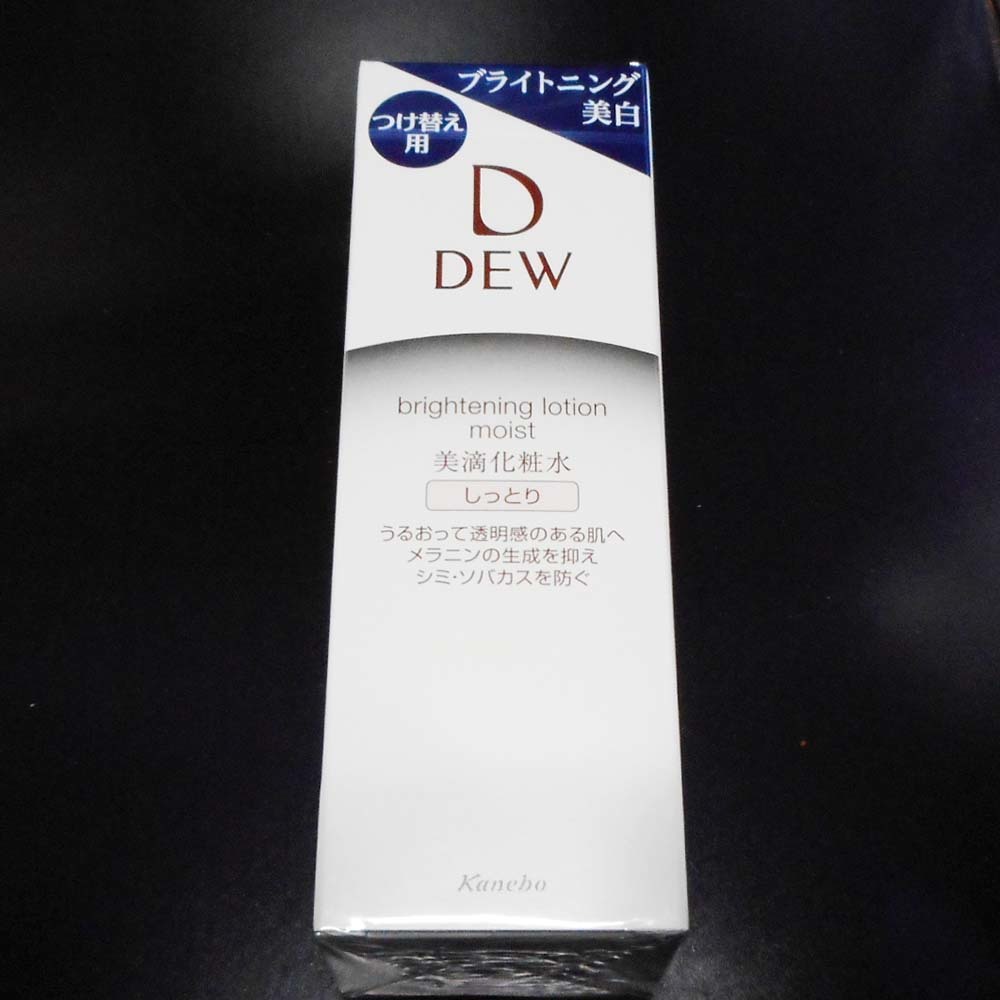 ブライトニング
美白
つけ替え
用
D
DEW
brightening lotion
moist
美滴化粧水
しっとり
うるおって透明感のある肌へ
メラニンの生成を抑え
シミ・ソバカスを防ぐ
Kanebo